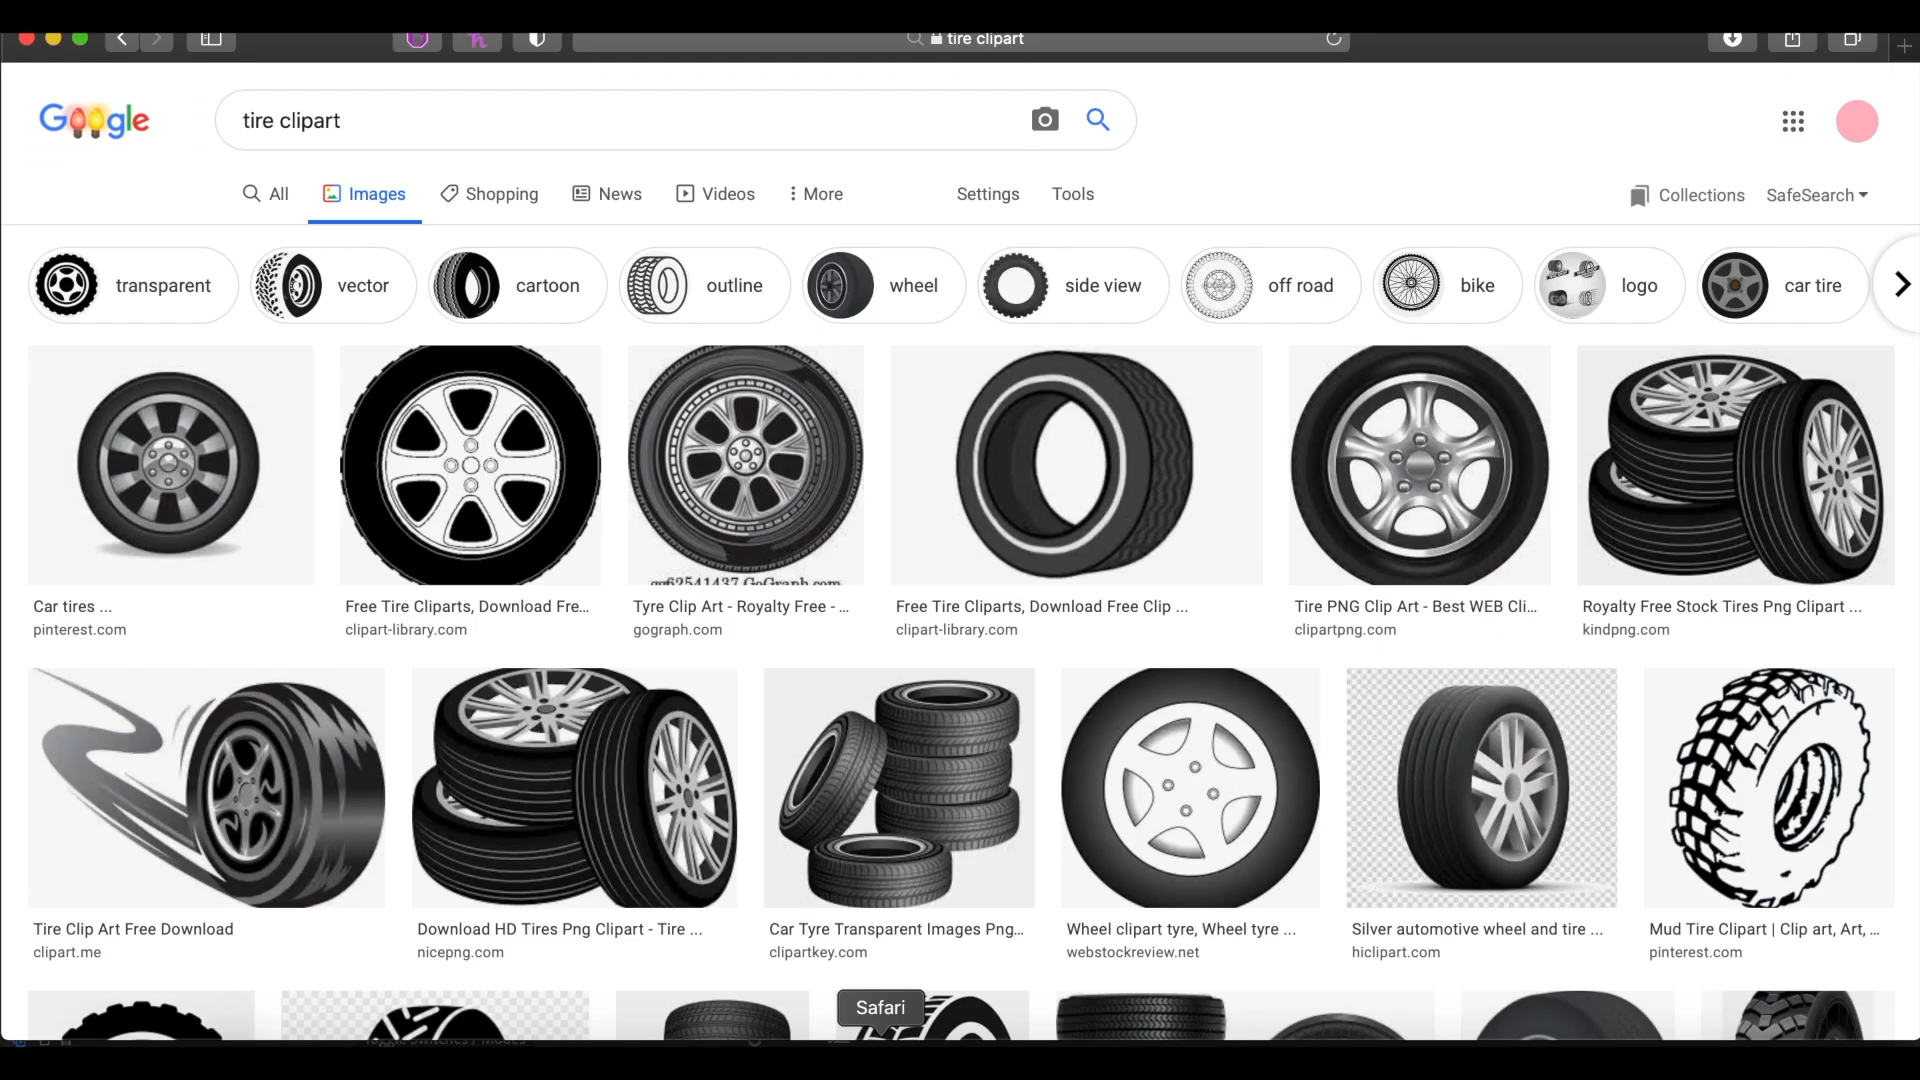 tire clipart
Google
tire clipart
All Images Shopping News Videos More Settings Tools Collections SafeSearch
transparent vector cartoon outline wheel side view off road bike logo car tire
gg62541437 GoGraph.com
Car tires ... Free Tire Cliparts, Download Fre... Tyre Clip Art - Royalty Free - ... Free Tire Cliparts, Download Free Clip ... Tire PNG Clip Art - Best WEB Cli... Royalty Free Stock Tires Png Clipart ...
pinterest.com clipart-library.com gograph.com clipart-library.com clipartpng.com kindpng.com
Tire Clip Art Free Download Download HD Tires Png Clipart - Tire ... Car Tyre Transparent Images Png... Wheel clipart tyre, Wheel tyre ... Silver automotive wheel and tire ... Mud Tire Clipart | Clip art, Art, ...
clipart.me nicepng.com clipartkey.com webstockreview.net hiclipart.com pinterest.com
Safari